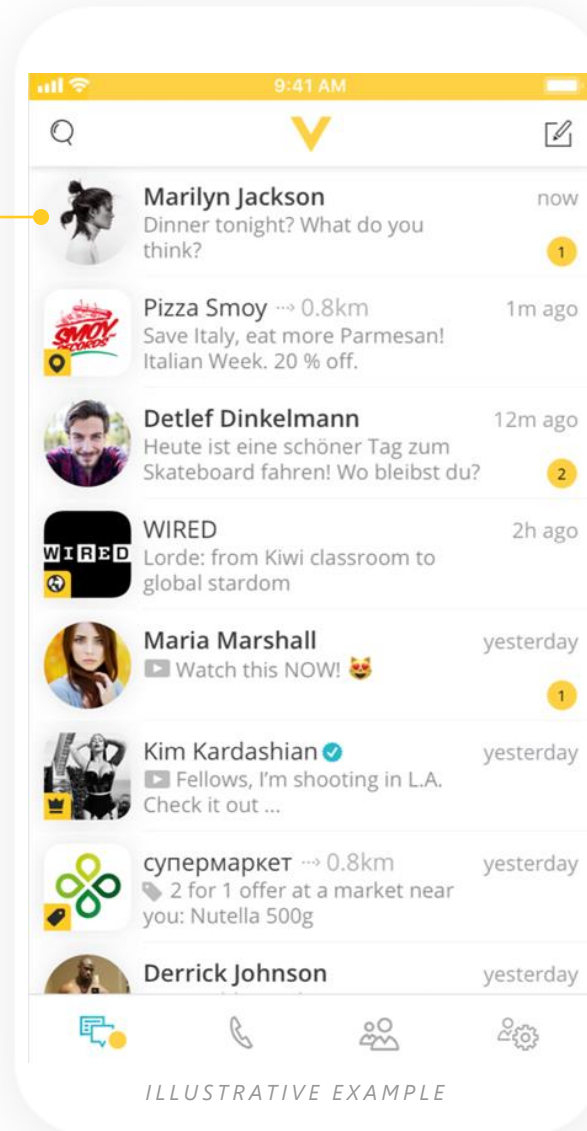 9:41 AM
Marilyn Jackson now
Dinner tonight? What do you
think? 1
Pizza Smoy 0.8km 1m ago
SMOY
Save Italy, eat more Parmesan!
Italian Week. 20 % off.
Detlef Dinkelmann 12m ago
Heute ist eine schöner Tag zum
Skateboard fahren! Wo bleibst du? 2
WIRED 2h ago
WIRED
Lorde: from Kiwi classroom to
global stardom
Maria Marshall yesterday
Watch this NOW!
1
Kim Kardashian yesterday
Fellows, I'm shooting in L.A.
Check it out ...
супермаркет 0.8km yesterday
2 for 1 offer at a market near
you: Nutella 500g
Derrick Johnson yesterday
ILLUSTRATIVE EXAMPLE